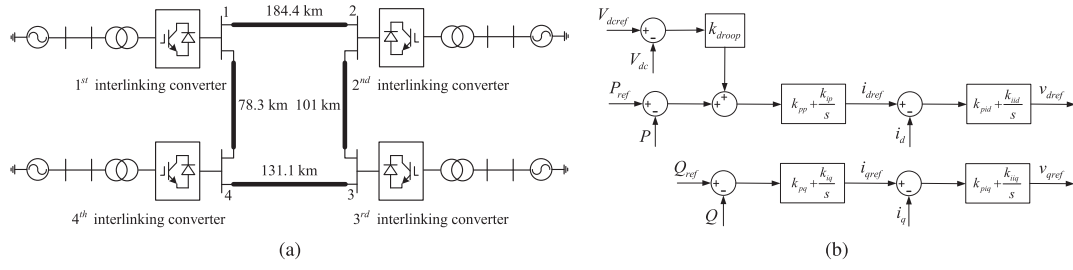 1
184.4 km
2
1st interlinking converter
2nd interlinking converter
78.3 km
101 km
131.1 km
4
3
4th interlinking converter
3rd interlinking converter
(a)
Vdcref
+
−
kdroop
Vdc
Pref
+
−
+
+
kpp + kip/s
idref
+
−
kpid + kiid/s
vdref
P
id
Qref
+
−
kpq + kiq/s
iqref
+
−
kpiq + kiiq/s
vqref
Q
iq
(b)